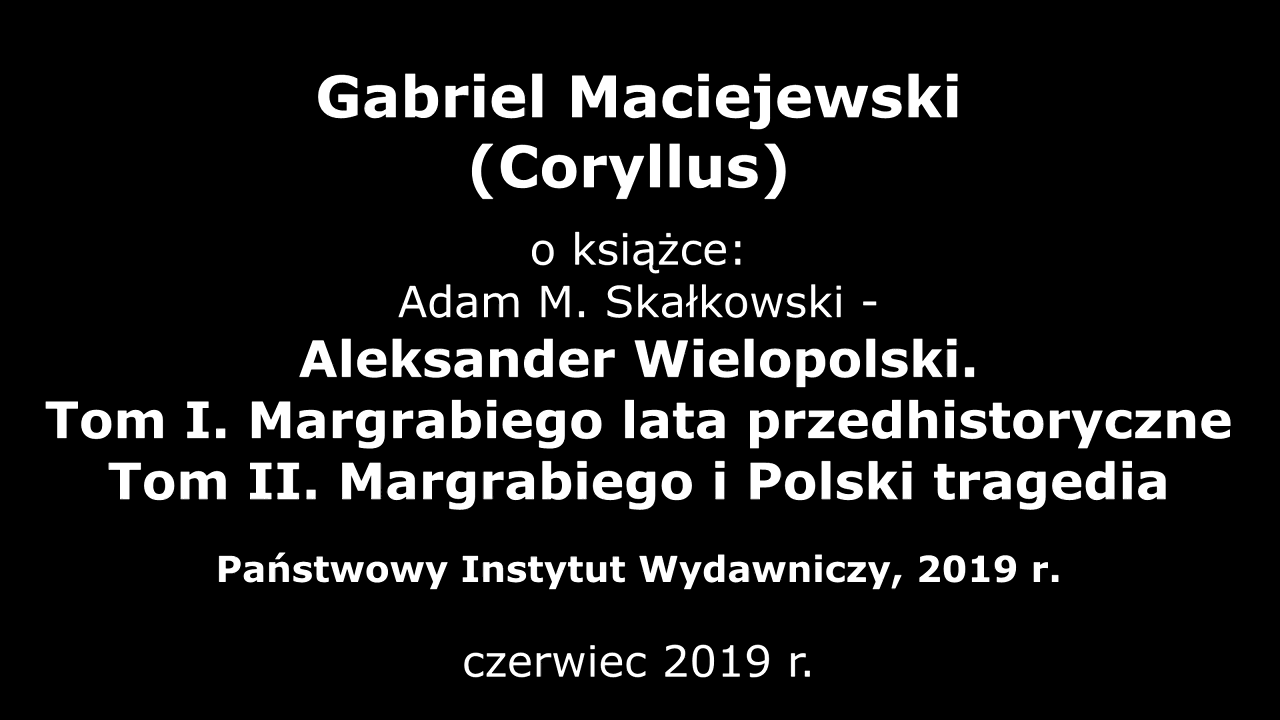 Gabriel Maciejewski
(Coryllus)
o książce:
Adam M. Skałkowski -
Aleksander Wielopolski.
Tom I. Margrabiego lata przedhistoryczne
Tom II. Margrabiego i Polski tragedia
Państwowy Instytut Wydawniczy, 2019 r.
czerwiec 2019 r.